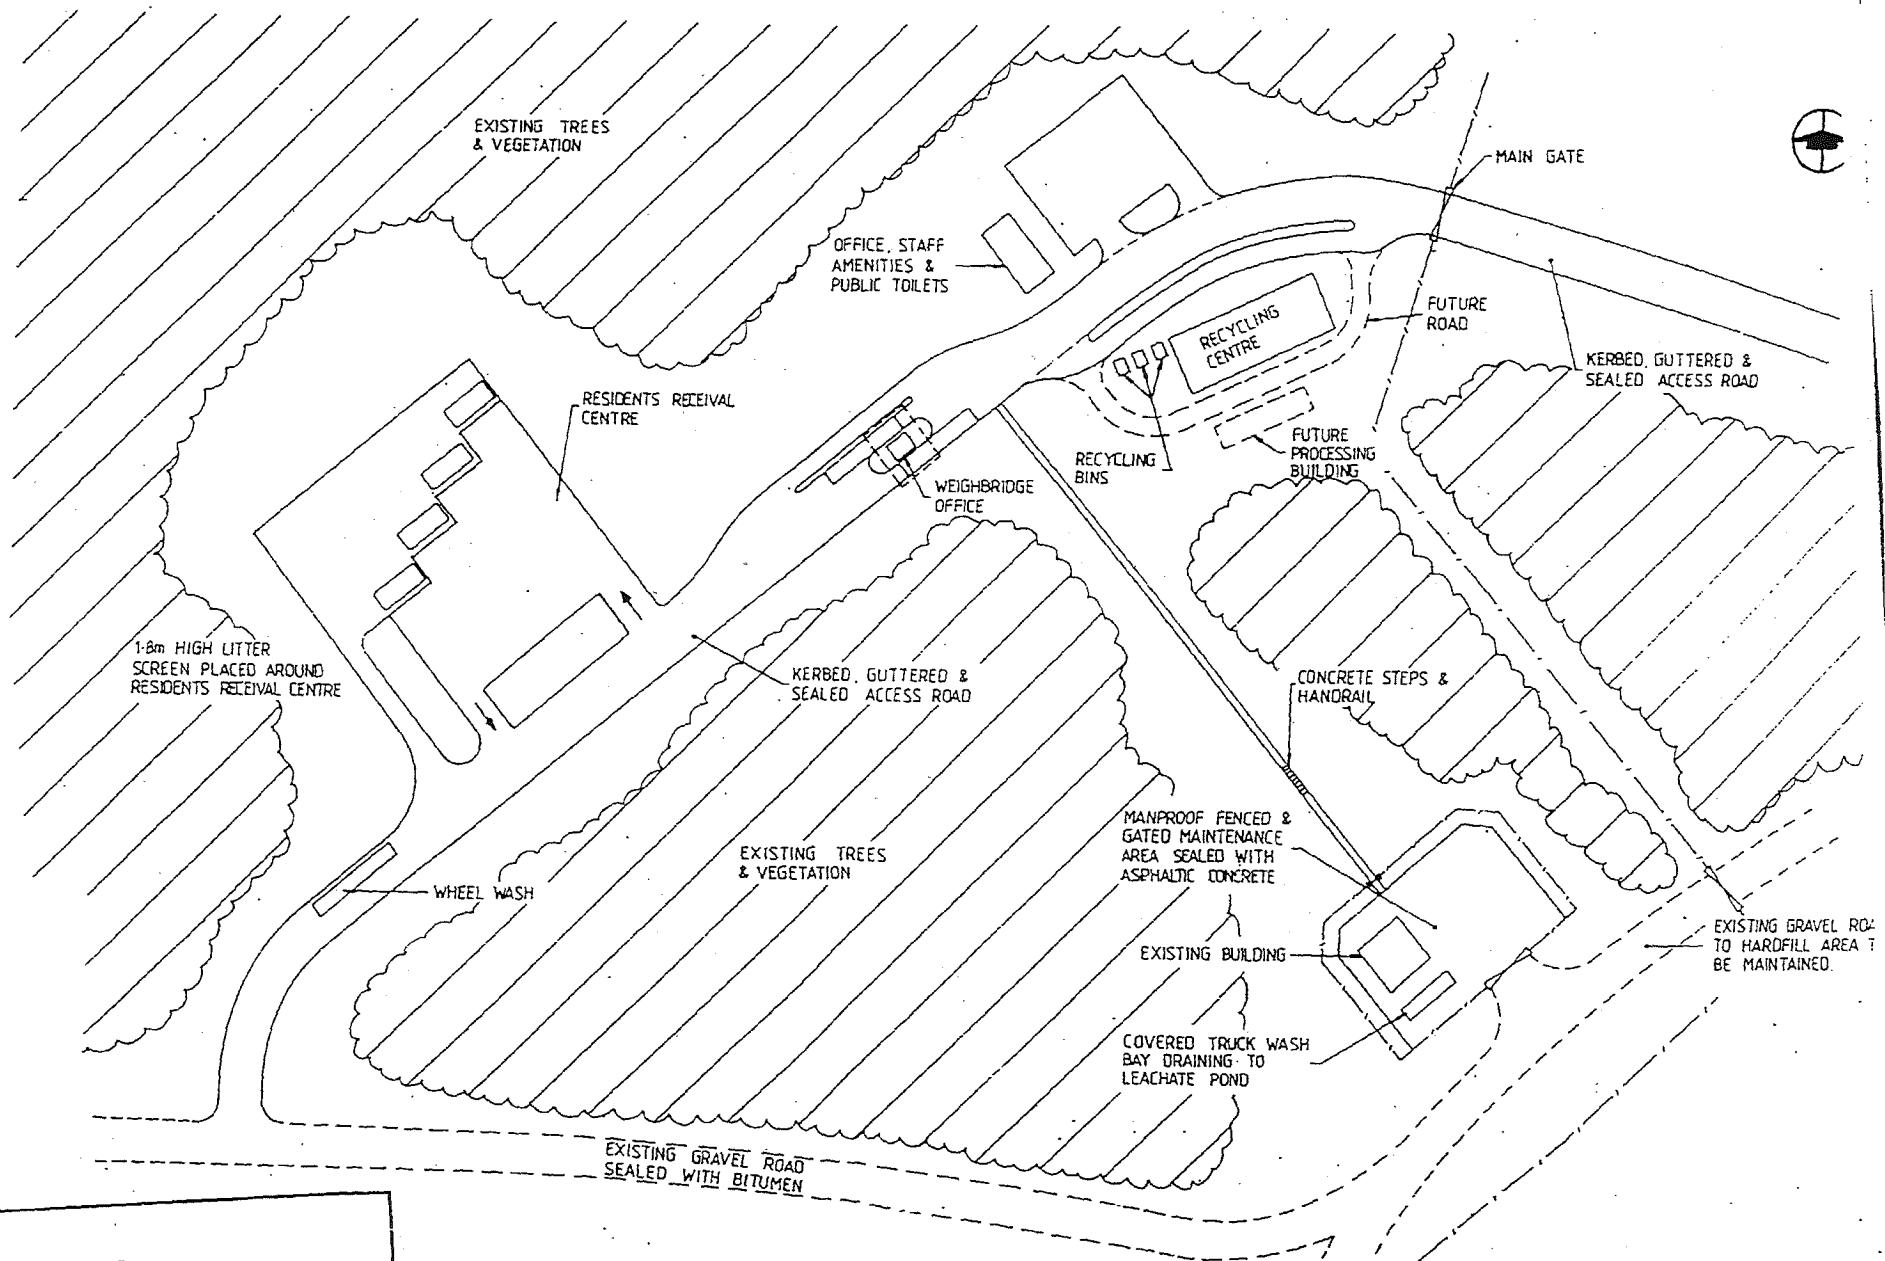 EXISTING TREES
& VEGETATION
MAIN GATE
OFFICE, STAFF
AMENITIES &
PUBLIC TOILETS
RECYCLING
CENTRE
FUTURE
ROAD
KERBED, GUTTERED &
SEALED ACCESS ROAD
RESIDENTS RECEIVAL
CENTRE
FUTURE
PROCESSING
BUILDING
RECYCLING
BINS
WEIGHBRIDGE
OFFICE
1·8m HIGH LITTER
SCREEN PLACED AROUND
RESIDENTS RECEIVAL CENTRE
KERBED, GUTTERED &
SEALED ACCESS ROAD
CONCRETE STEPS &
HANDRAIL
MANPROOF FENCED &
GATED MAINTENANCE
AREA SEALED WITH
ASPHALTIC CONCRETE
EXISTING TREES
& VEGETATION
WHEEL WASH
EXISTING BUILDING
EXISTING GRAVEL
TO HARDFILL AREA
BE MAINTAINED.
COVERED TRUCK WASH
BAY DRAINING TO
LEACHATE POND
EXISTING GRAVEL ROAD
SEALED WITH BITUMEN